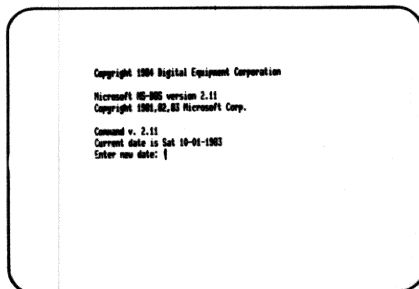 Copyright 1984 Digital Equipment Corporation
Microsoft MS-DOS version 2.11
Copyright 1981,82,83 Microsoft Corp.
Command v. 2.11
Current date is Sat 10-01-1983
Enter new date: